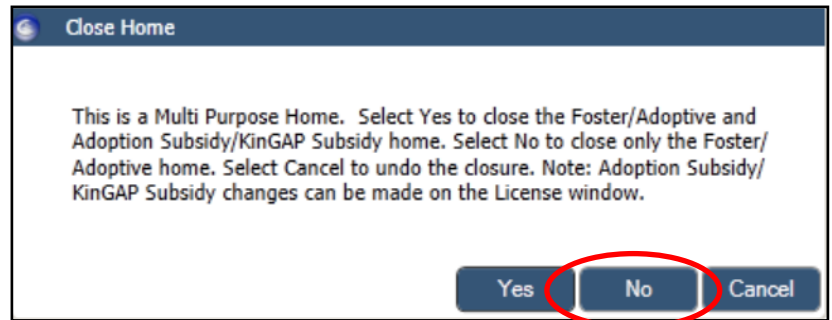 Close Home
This is a Multi Purpose Home.  Select Yes to close the Foster/Adoptive and
Adoption Subsidy/KinGAP Subsidy home. Select No to close only the Foster/
Adoptive home. Select Cancel to undo the closure. Note: Adoption Subsidy/
KinGAP Subsidy changes can be made on the License window.
Yes No Cancel